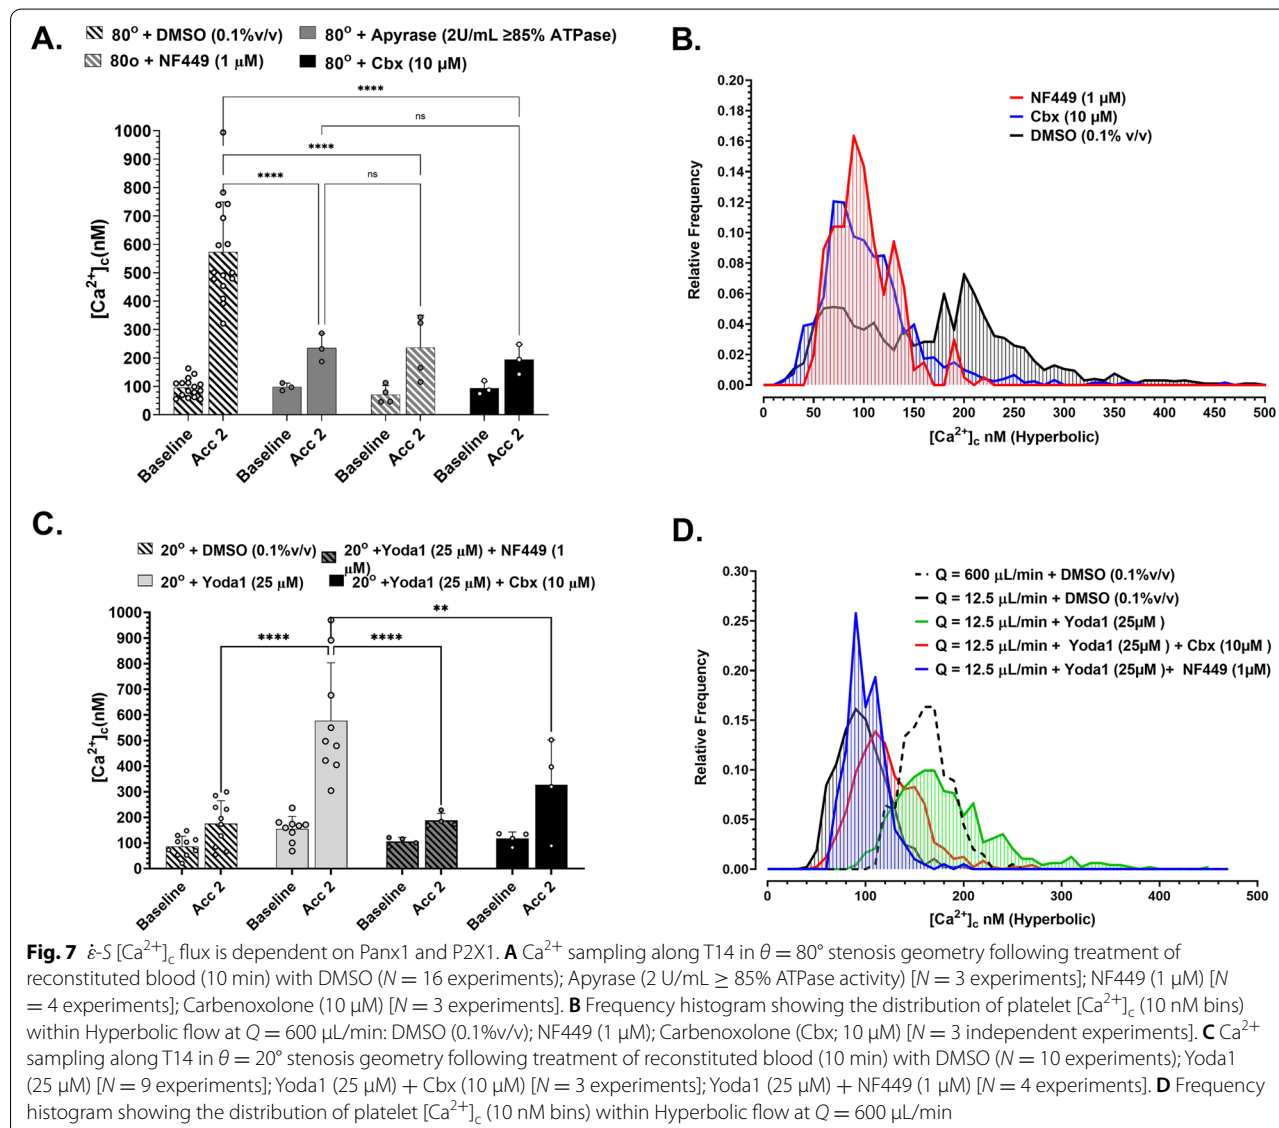 A.
80° + DMSO (0.1%v/v)
80° + Apyrase (2U/mL ≥85% ATPase)
80o + NF449 (1 μM)
80° + Cbx (10 μM)
****
ns
****
****
ns
[Ca²⁺]c(nM)
1000
900
800
700
600
500
400
300
200
100
0
Baseline
Acc 2
Baseline
Acc 2
Baseline
Acc 2
Baseline
Acc 2
B.
NF449 (1 μM)
Cbx (10 μM)
DMSO (0.1% v/v)
Relative Frequency
0.20
0.18
0.16
0.14
0.12
0.10
0.08
0.06
0.04
0.02
0.00
0 50 100 150 200 250 300 350 400 450 500
[Ca²⁺]c nM (Hyperbolic)
C.
20° + DMSO (0.1%v/v)
20° +Yoda1 (25 μM) + NF449 (1
μM)
20° + Yoda1 (25 μM)
20° +Yoda1 (25 μM) + Cbx (10 μM)
**
****
****
[Ca²⁺]c(nM)
1000
900
800
700
600
500
400
300
200
100
0
Baseline
Acc 2
Baseline
Acc 2
Baseline
Acc 2
Baseline
Acc 2
D.
Q = 600 μL/min + DMSO (0.1%v/v)
Q = 12.5 μL/min + DMSO (0.1%v/v)
Q = 12.5 μL/min + Yoda1 (25μM )
Q = 12.5 μL/min + Yoda1 (25μM ) + Cbx (10μM )
Q = 12.5 μL/min + Yoda1 (25μM )+ NF449 (1μM)
Relative Frequency
0.30
0.25
0.20
0.15
0.10
0.05
0.00
0 100 200 300 400 500
[Ca²⁺]c nM (Hyperbolic)
Fig. 7 ε̇-S [Ca²⁺]c flux is dependent on Panx1 and P2X1. A Ca²⁺ sampling along T14 in θ = 80° stenosis geometry following treatment of
reconstituted blood (10 min) with DMSO (N = 16 experiments); Apyrase (2 U/mL ≥ 85% ATPase activity) [N = 3 experiments]; NF449 (1 μM) [N
= 4 experiments]; Carbenoxolone (10 μM) [N = 3 experiments]. B Frequency histogram showing the distribution of platelet [Ca²⁺]c (10 nM bins)
within Hyperbolic flow at Q = 600 μL/min: DMSO (0.1%v/v); NF449 (1 μM); Carbenoxolone (Cbx; 10 μM) [N = 3 independent experiments]. C Ca²⁺
sampling along T14 in θ = 20° stenosis geometry following treatment of reconstituted blood (10 min) with DMSO (N = 10 experiments); Yoda1
(25 μM) [N = 9 experiments]; Yoda1 (25 μM) + Cbx (10 μM) [N = 3 experiments]; Yoda1 (25 μM) + NF449 (1 μM) [N = 4 experiments]. D Frequency
histogram showing the distribution of platelet [Ca²⁺]c (10 nM bins) within Hyperbolic flow at Q = 600 μL/min